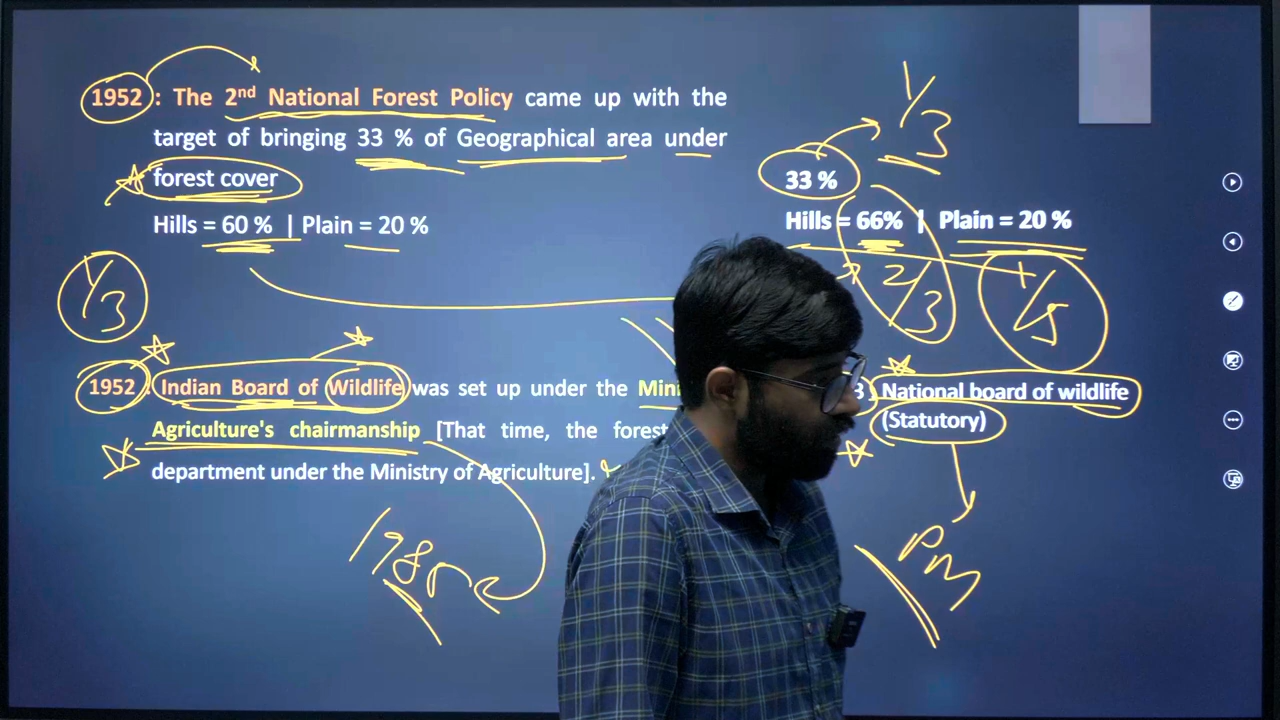 1952 : The 2nd National Forest Policy came up with the
target of bringing 33 % of Geographical area under
forest cover
Hills = 60 % | Plain = 20 %
1/3
1/3
33 %
Hills = 66% | Plain = 20 %
2/3
1/5
1952 : Indian Board of Wildlife was set up under the
Agriculture's chairmanship [That time, the forest
department under the Ministry of Agriculture].
National board of wildlife
(Statutory)
PM